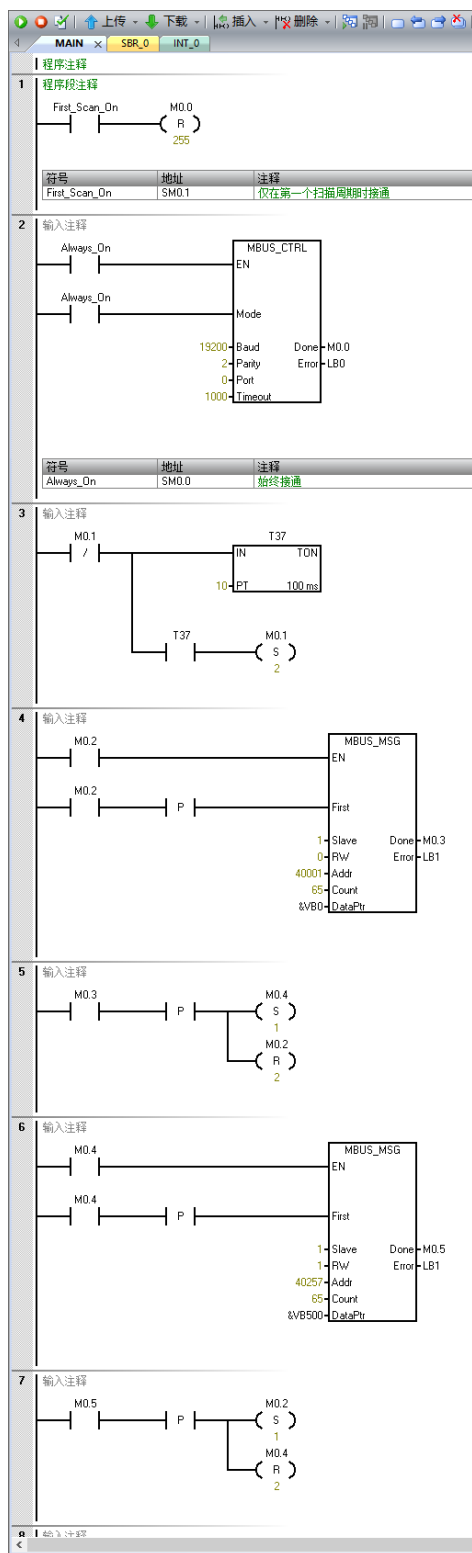 上传 下载 插入 删除
MAIN × SBR_0 INT_0
程序注释
1 程序段注释
First_Scan_On M0.0
R
255
符号 地址 注释
First_Scan_On SM0.1 仅在第一个扫描周期时接通
2 输入注释
Always_On MBUS_CTRL
EN
Always_On
Mode
19200 Baud Done M0.0
2 Parity Error LB0
0 Port
1000 Timeout
符号 地址 注释
Always_On SM0.0 始终接通
3 输入注释
M0.1 T37
/ IN TON
10 PT 100 ms
T37 M0.1
S
2
4 输入注释
M0.2 MBUS_MSG
EN
M0.2
P First
1 Slave Done M0.3
0 RW Error LB1
40001 Addr
65 Count
&VB0 DataPtr
5 输入注释
M0.3 M0.4
P S
1
M0.2
R
2
6 输入注释
M0.4 MBUS_MSG
EN
M0.4
P First
1 Slave Done M0.5
1 RW Error LB1
40257 Addr
65 Count
&VB500 DataPtr
7 输入注释
M0.5 M0.2
P S
1
M0.4
R
2
8 输入注释